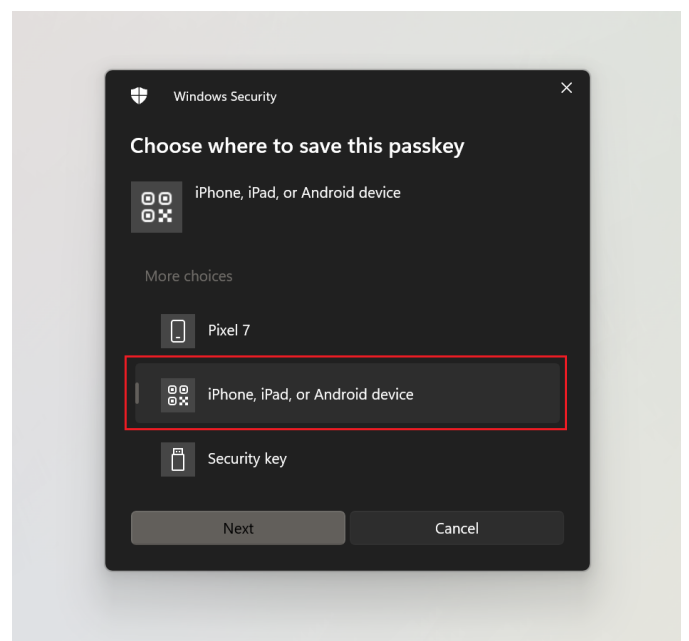 Windows Security
Choose where to save this passkey
iPhone, iPad, or Android device
More choices
Pixel 7
iPhone, iPad, or Android device
Security key
Next
Cancel